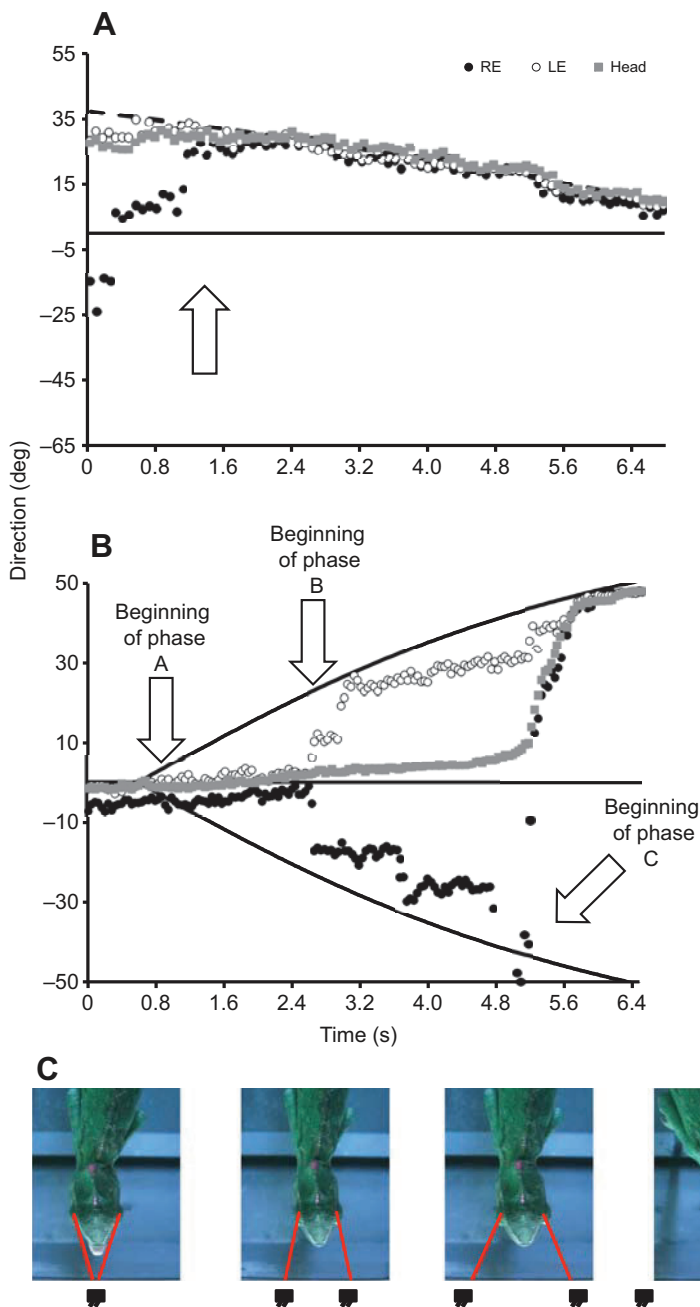 A
55
35
15
–5
–25
–45
–65
RE LE Head
0 0.8 1.6 2.4 3.2 4.0 4.8 5.6 6.4
Direction (deg)
B
50
30
10
–10
–30
–50
Beginning
of phase
A
Beginning
of phase
B
Beginning
of phase
C
0 0.8 1.6 2.4 3.2 4.0 4.8 5.6 6.4
Time (s)
C